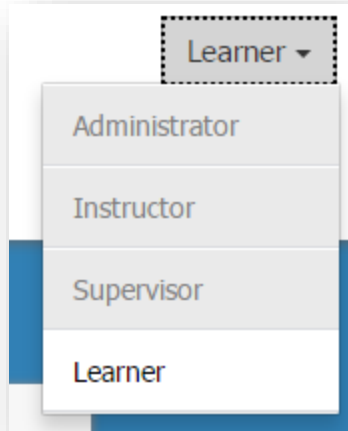 Learner
Administrator
Instructor
Supervisor
Learner